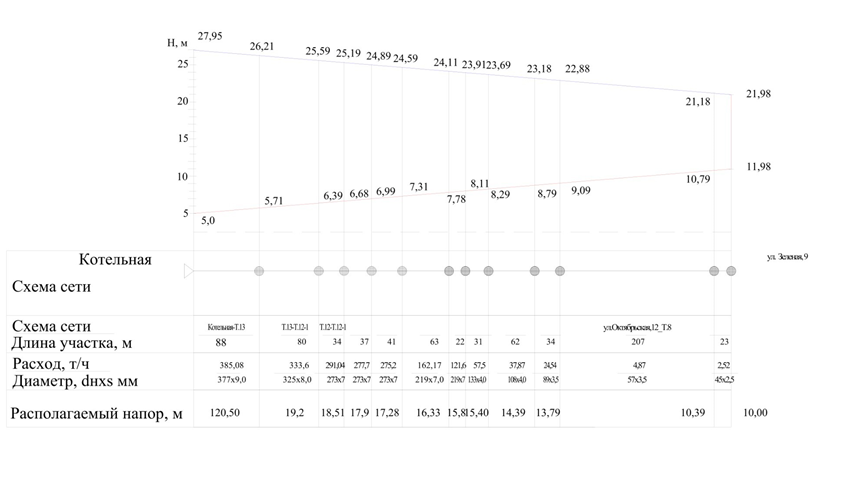 27,95
Н, м
26,21
25,59 25,19 24,89 24,59
24,11 23,91 23,69
23,18 22,88
21,18
21,98
25
20
15
10
5
11,98
10,79
5,0
5,71
6,39 6,68 6,99 7,31
7,78
8,11
8,29
8,79
9,09
Котельная
ул. Зеленая, 9
Схема сети
Схема сети Котельная-Т.13 Т.13-Т.12-1 Т.12-Т.12-1 ул.Октябрьская,12_Т.8
Длина участка, м 88 80 34 37 41 63 22 31 62 34 207 23
Расход, т/ч 385,08 333,6 291,04 277,7 275,2 162,17 121,6 57,5 37,87 24,54 4,87 2,52
Диаметр, dнxs мм 377х9,0 325х8,0 273х7 273х7 273х7 219х7,0 219х7 133х4,0 108х4,0 89х3,5 57х3,5 45х2,5
Располагаемый напор, м 120,50 19,2 18,51 17,9 17,28 16,33 15,8 15,40 14,39 13,79 10,39 10,00